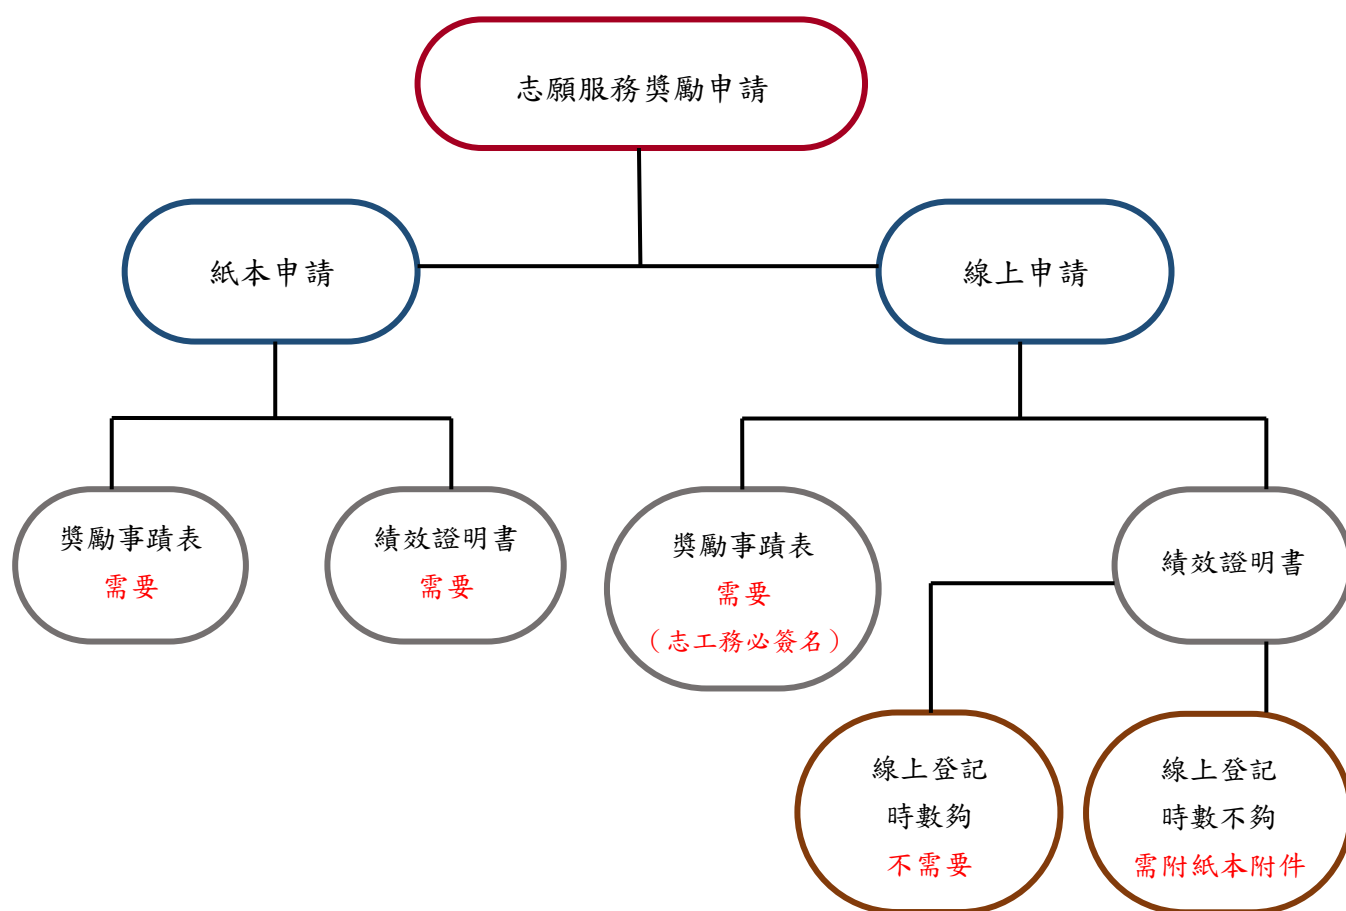 志願服務獎勵申請
紙本申請
線上申請
獎勵事蹟表
需要
績效證明書
需要
獎勵事蹟表
需要
（志工務必簽名）
績效證明書
線上登記
時數夠
不需要
線上登記
時數不夠
需附紙本附件